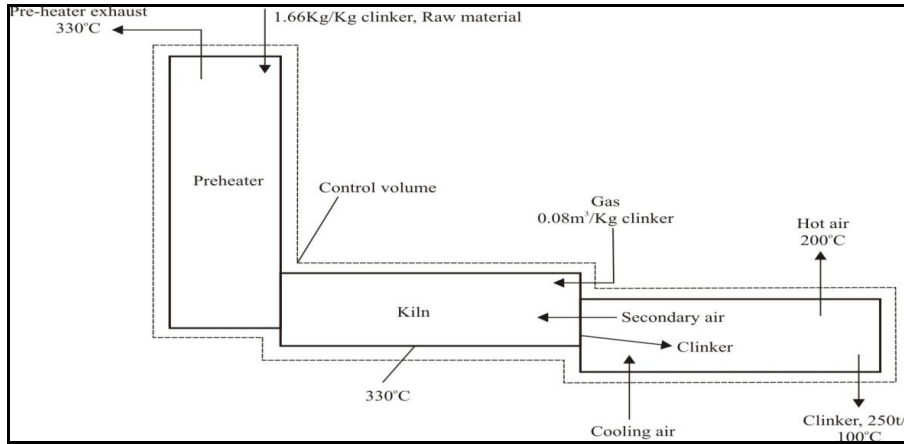 Pre-heater exhaust
330°C
1.66Kg/Kg clinker, Raw material
Preheater
Control volume
Gas
0.08m³/Kg clinker
Hot air
200°C
Kiln
Secondary air
Clinker
330°C
Cooling air
Clinker, 250t/
100°C